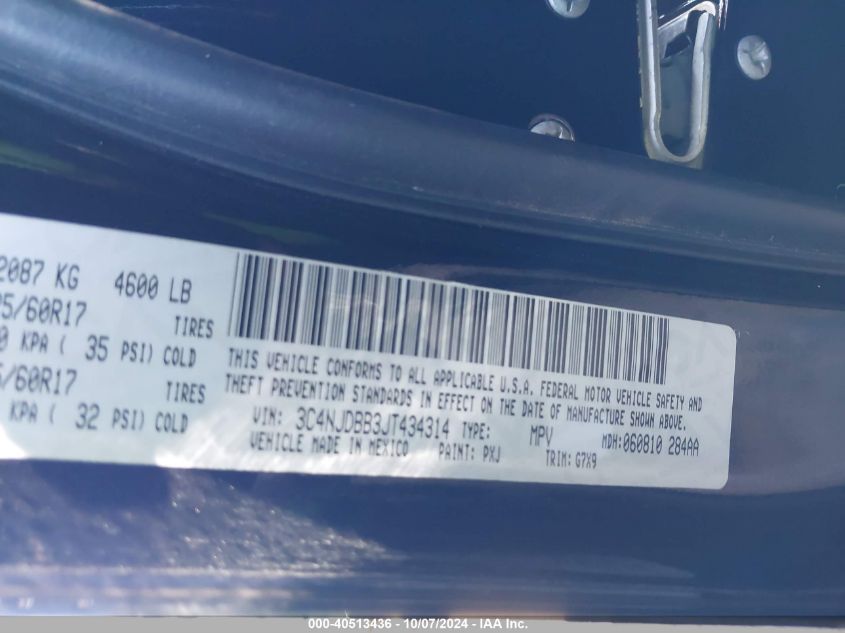 2087 KG 4600 LB
25/60R17 TIRES
0 KPA ( 35 PSI) COLD
5/60R17 TIRES
KPA ( 32 PSI) COLD
THIS VEHICLE CONFORMS TO ALL APPLICABLE U.S.A. FEDERAL MOTOR VEHICLE SAFETY AND
THEFT PREVENTION STANDARDS IN EFFECT ON THE DATE OF MANUFACTURE SHOWN ABOVE.
VIN: 3C4NJDBB3JT434314 TYPE: MPV MDH:060810 284AA
VEHICLE MADE IN MEXICO PAINT: PXJ TRIM: G7X9
000-40513436 - 10/07/2024 - IAA Inc.